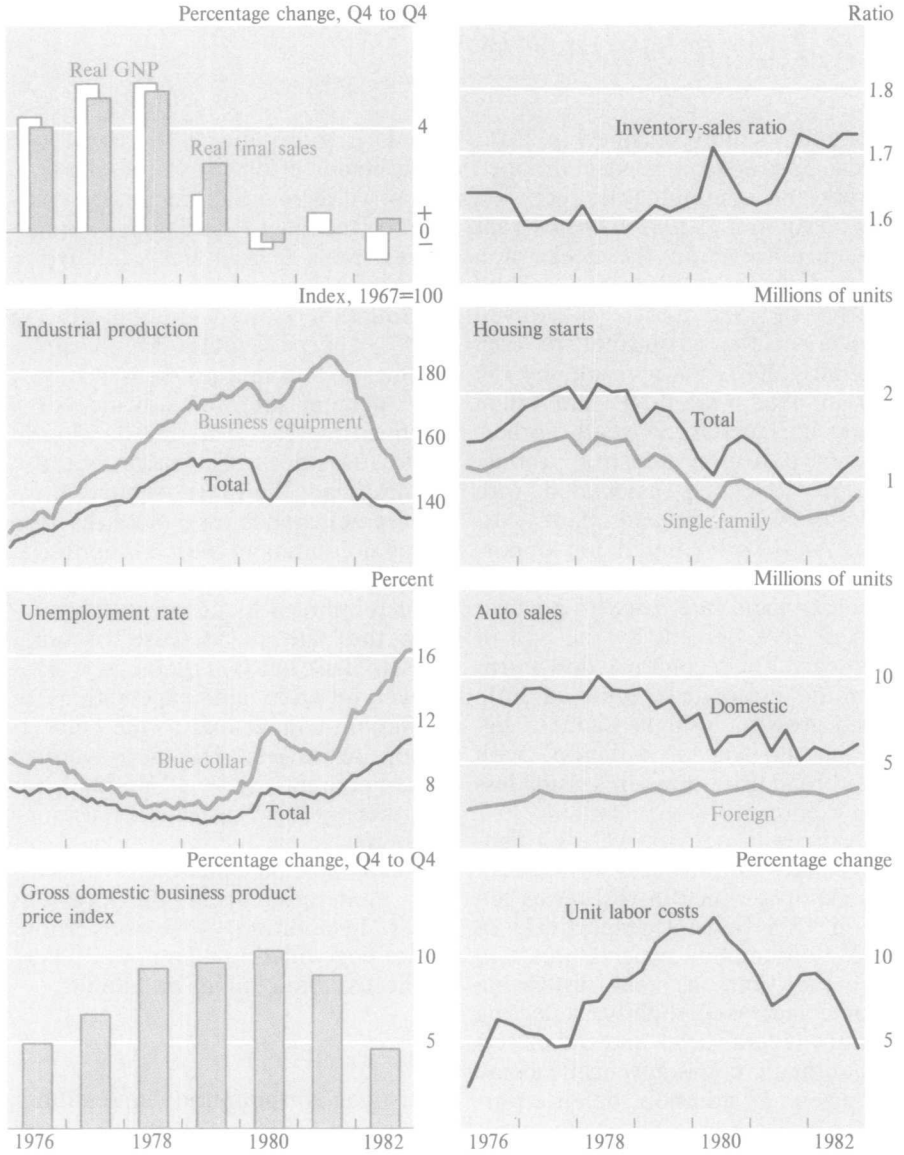 Percentage change, Q4 to Q4
Real GNP
Real final sales
4
+
0
−
Ratio
Inventory-sales ratio
1.8
1.7
1.6
Index, 1967=100
Industrial production
Business equipment
Total
180
160
140
Millions of units
Housing starts
Total
Single-family
2
1
Percent
Unemployment rate
Blue collar
Total
16
12
8
Millions of units
Auto sales
Domestic
Foreign
10
5
Percentage change, Q4 to Q4
Gross domestic business product
price index
10
5
1976 1978 1980 1982
Percentage change
Unit labor costs
10
5
1976 1978 1980 1982